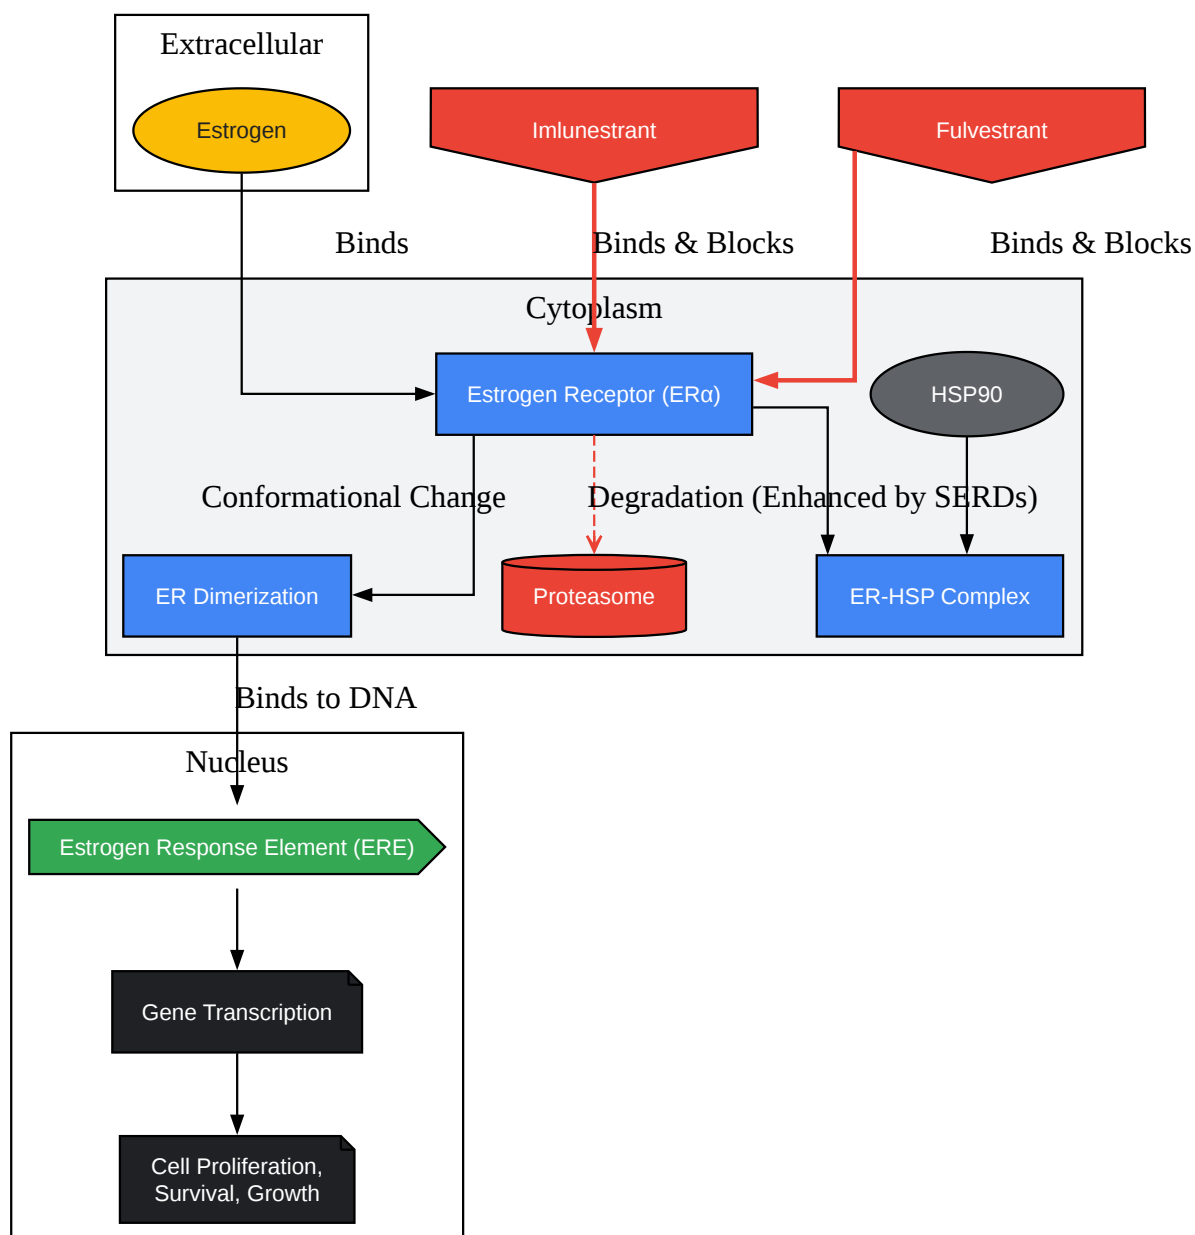 Extracellular
Estrogen
Imlunestrant
Fulvestrant
Binds
Binds & Blocks
Binds & Blocks
Cytoplasm
Estrogen Receptor (ERα)
HSP90
Conformational Change
Degradation (Enhanced by SERDs)
ER Dimerization
Proteasome
ER-HSP Complex
Binds to DNA
Nucleus
Estrogen Response Element (ERE)
Gene Transcription
Cell Proliferation,
Survival, Growth